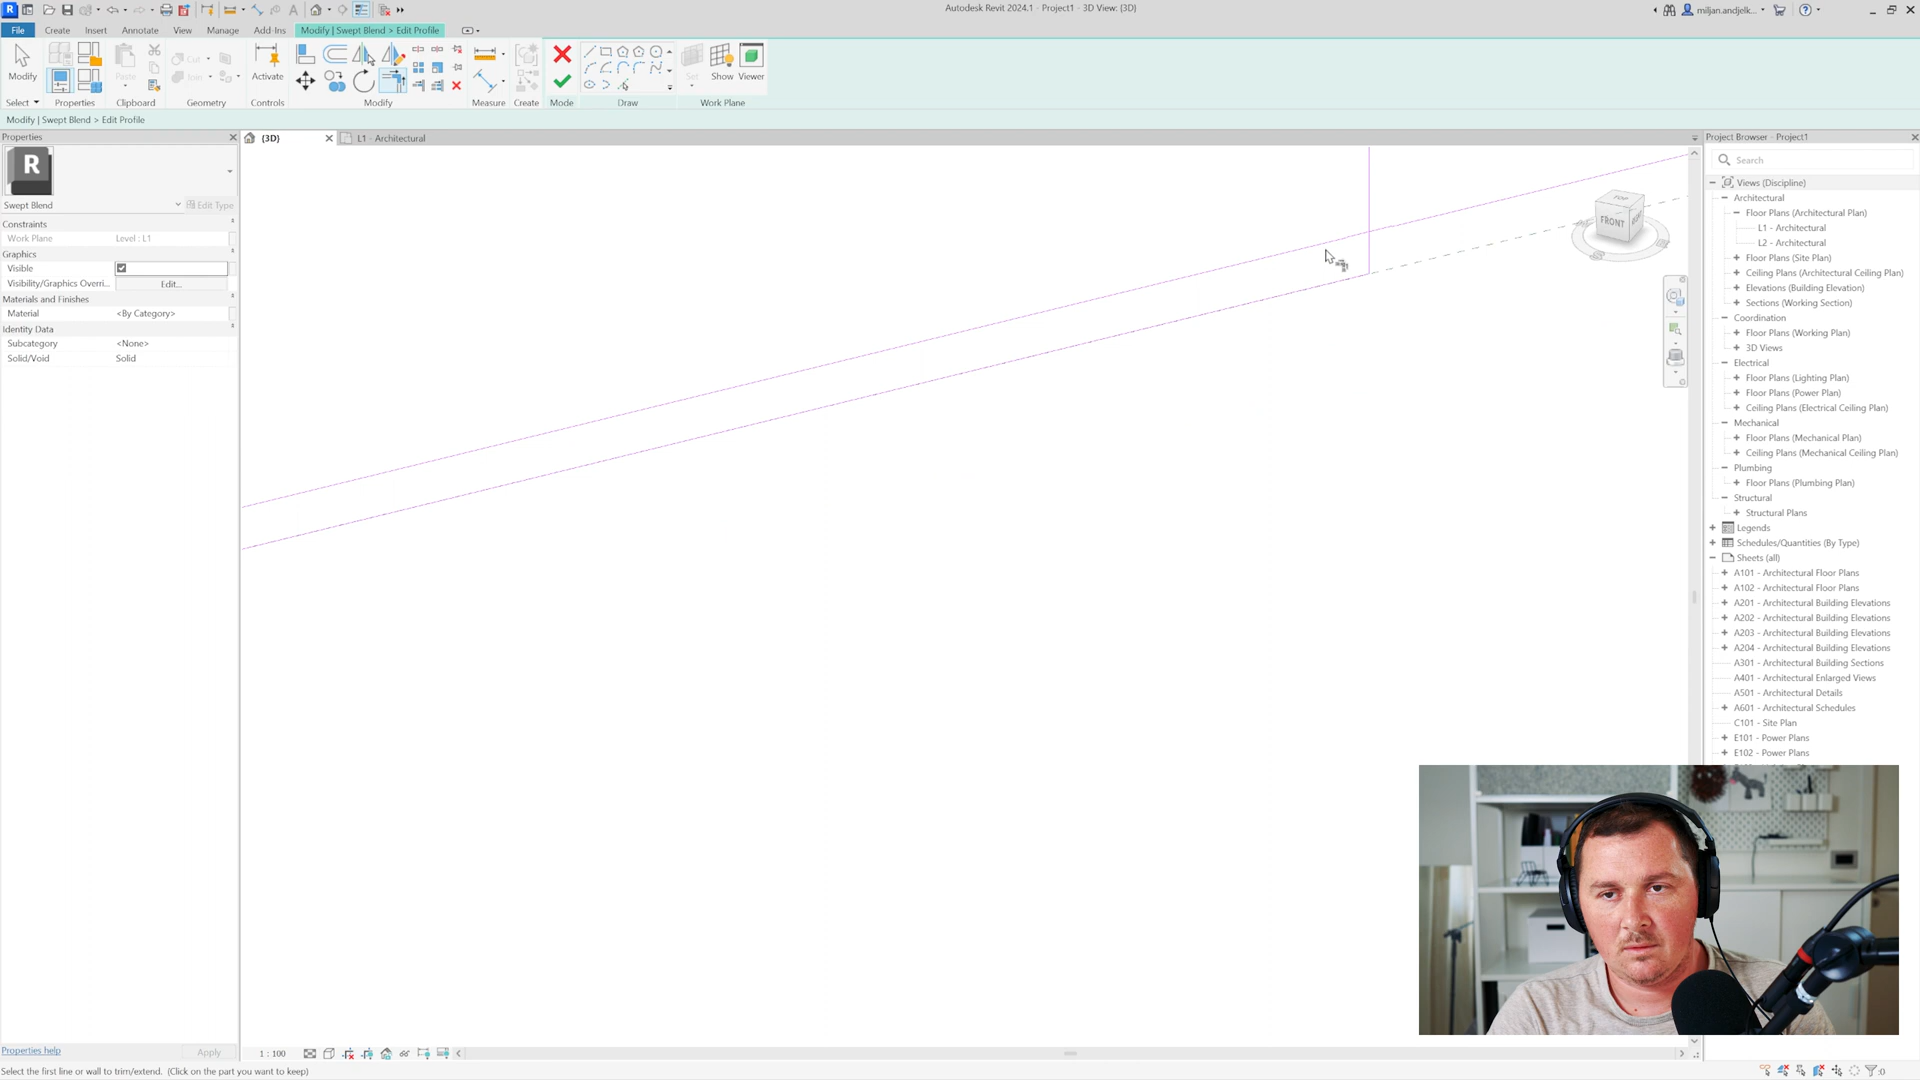 Autodesk Revit 2024.1 - Project1 - 3D View: {3D}
miljan.andjelk...
File
Create
Insert
Annotate
View
Manage
Add-Ins
Modify | Swept Blend > Edit Profile
Modify
Paste
Cut
Join
Activate
Set
Show
Viewer
Select
Properties
Clipboard
Geometry
Controls
Modify
Measure
Create
Mode
Draw
Work Plane
Modify | Swept Blend > Edit Profile
Properties
R
Swept Blend
Edit Type
Constraints
Work Plane
Level : L1
Graphics
Visible
Visibility/Graphics Overri...
Edit...
Materials and Finishes
Material
<By Category>
Identity Data
Subcategory
<None>
Solid/Void
Solid
Properties help
Apply
{3D}
L1 - Architectural
TOP
FRONT
RIGHT
1 : 100
Project Browser - Project1
Search
Views (Discipline)
Architectural
Floor Plans (Architectural Plan)
L1 - Architectural
L2 - Architectural
Floor Plans (Site Plan)
Ceiling Plans (Architectural Ceiling Plan)
Elevations (Building Elevation)
Sections (Working Section)
Coordination
Floor Plans (Working Plan)
3D Views
Electrical
Floor Plans (Lighting Plan)
Floor Plans (Power Plan)
Ceiling Plans (Electrical Ceiling Plan)
Mechanical
Floor Plans (Mechanical Plan)
Ceiling Plans (Mechanical Ceiling Plan)
Plumbing
Floor Plans (Plumbing Plan)
Structural
Structural Plans
Legends
Schedules/Quantities (By Type)
Sheets (all)
A101 - Architectural Floor Plans
A102 - Architectural Floor Plans
A201 - Architectural Building Elevations
A202 - Architectural Building Elevations
A203 - Architectural Building Elevations
A204 - Architectural Building Elevations
A301 - Architectural Building Sections
A401 - Architectural Enlarged Views
A501 - Architectural Details
A601 - Architectural Schedules
C101 - Site Plan
E101 - Power Plans
E102 - Power Plans
Select the first line or wall to trim/extend. (Click on the part you want to keep)
:0